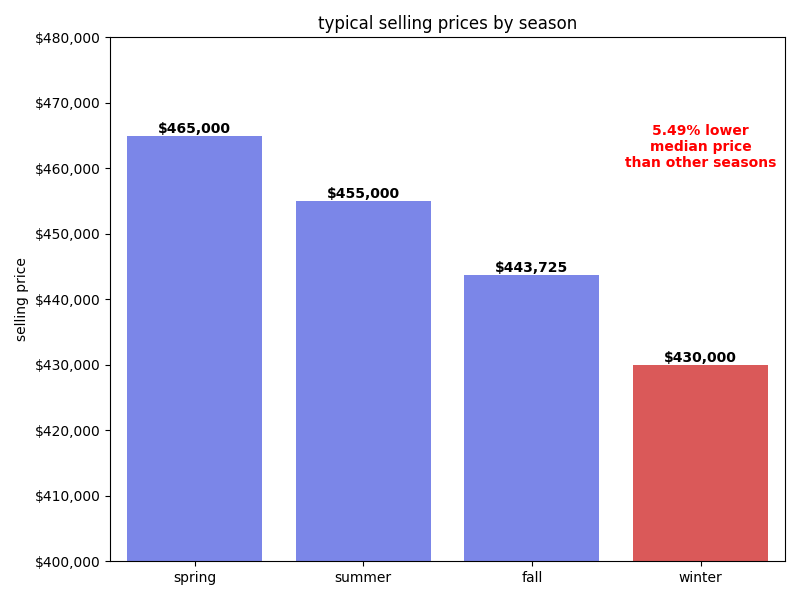 typical selling prices by season
$480,000
$470,000
$460,000
$450,000
$440,000
$430,000
$420,000
$410,000
$400,000
selling price
$465,000
$455,000
$443,725
$430,000
5.49% lower
median price
than other seasons
spring
summer
fall
winter